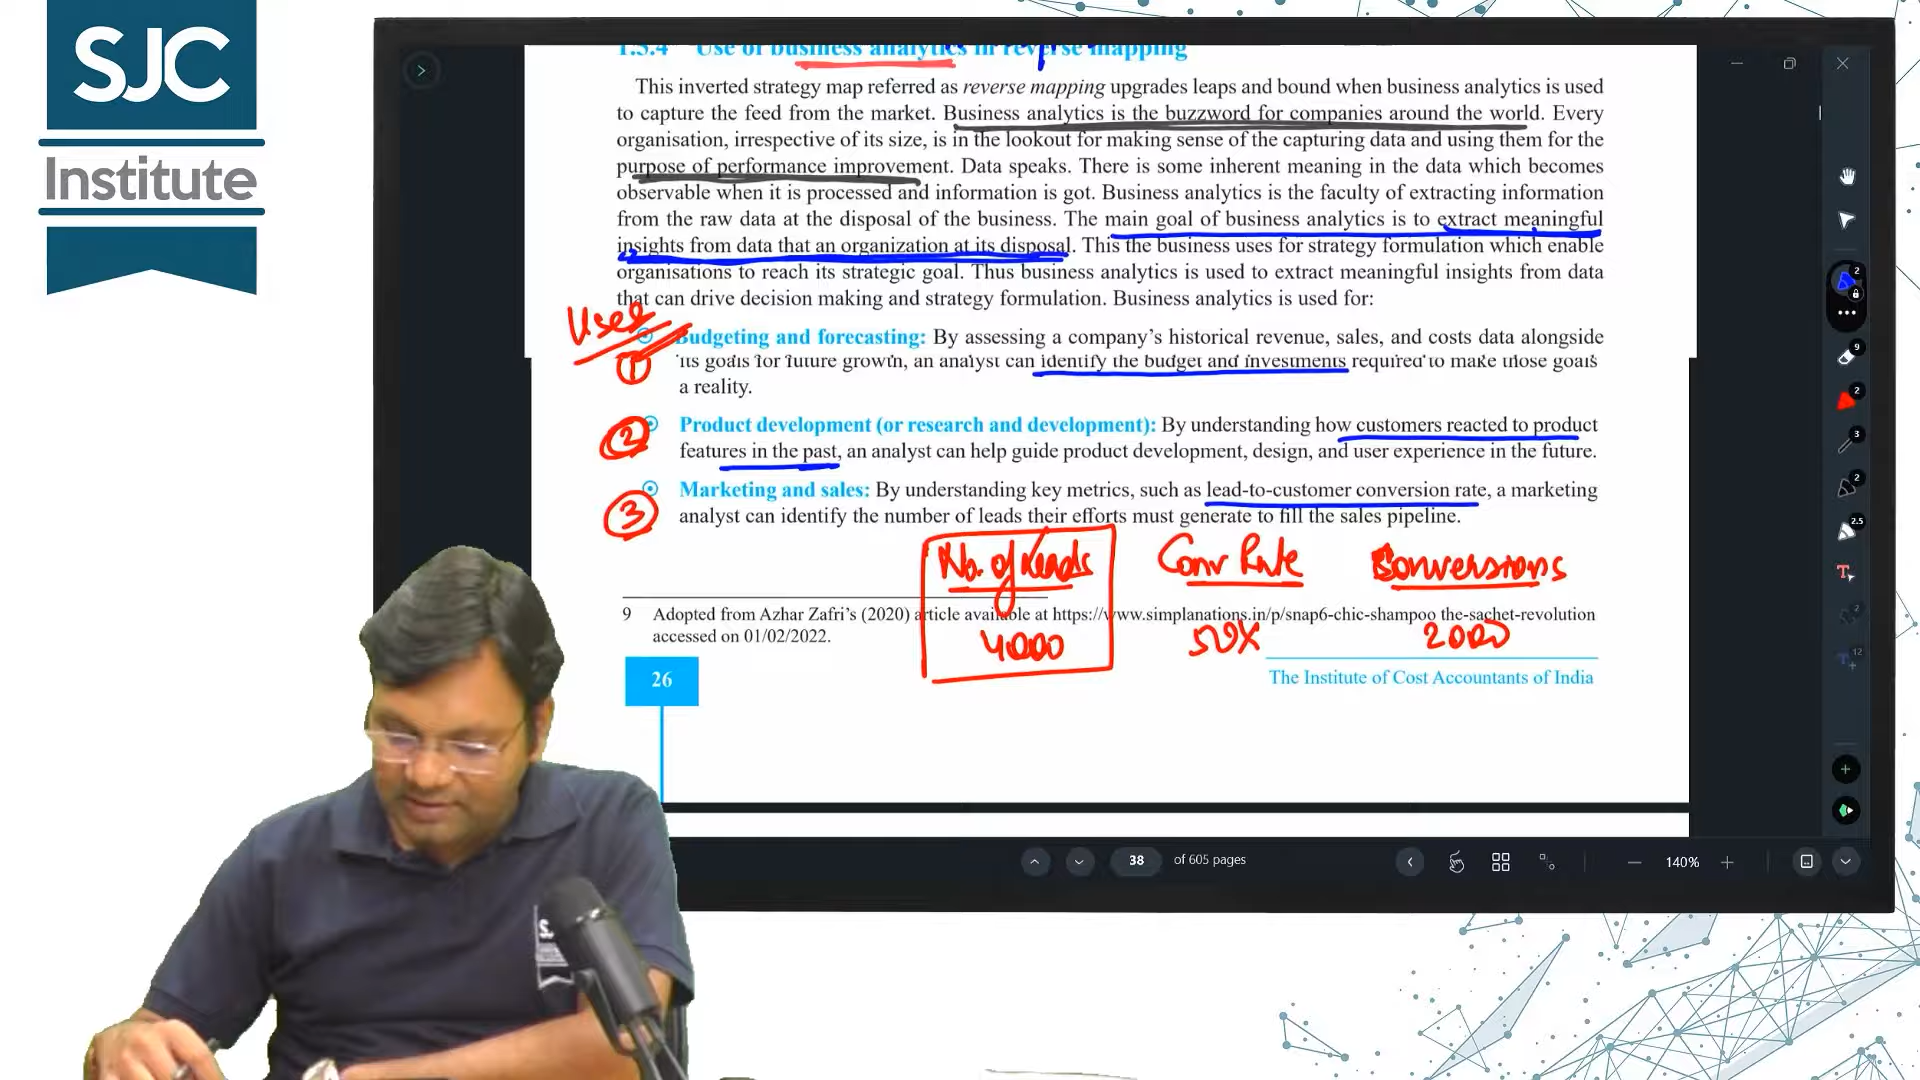 SJC
Institute
1.5.4 Use of business analytics in reverse mapping
This inverted strategy map referred as reverse mapping upgrades leaps and bound when business analytics is used
to capture the feed from the market. Business analytics is the buzzword for companies around the world. Every
organisation, irrespective of its size, is in the lookout for making sense of the capturing data and using them for the
purpose of performance improvement. Data speaks. There is some inherent meaning in the data which becomes
observable when it is processed and information is got. Business analytics is the faculty of extracting information
from the raw data at the disposal of the business. The main goal of business analytics is to extract meaningful
insights from data that an organization at its disposal. This the business uses for strategy formulation which enable
organisations to reach its strategic goal. Thus business analytics is used to extract meaningful insights from data
that can drive decision making and strategy formulation. Business analytics is used for:
Uses
Budgeting and forecasting: By assessing a company's historical revenue, sales, and costs data alongside
1 its goals for future growth, an analyst can identify the budget and investments required to make those goals
a reality.
2 Product development (or research and development): By understanding how customers reacted to product
features in the past, an analyst can help guide product development, design, and user experience in the future.
3 Marketing and sales: By understanding key metrics, such as lead-to-customer conversion rate, a marketing
analyst can identify the number of leads their efforts must generate to fill the sales pipeline.
No. of Leads Conv Rate Conversions
9 Adopted from Azhar Zafri's (2020) article available at https://www.simplanations.in/p/snap6-chic-shampoo the-sachet-revolution
accessed on 01/02/2022.
4000 50% 2000
26
The Institute of Cost Accountants of India
38 of 605 pages
140%